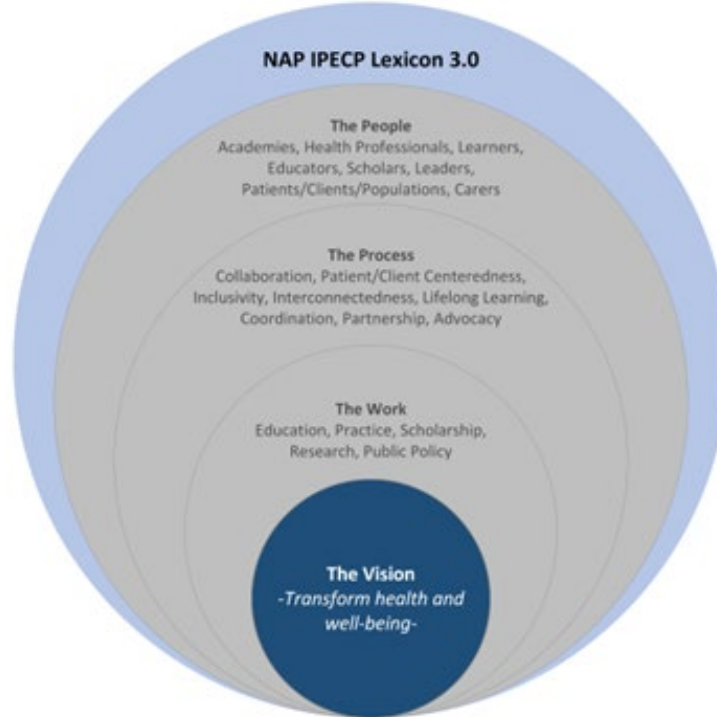 NAP IPECP Lexicon 3.0
The People
Academies, Health Professionals, Learners,
Educators, Scholars, Leaders,
Patients/Clients/Populations, Carers
The Process
Collaboration, Patient/Client Centeredness,
Inclusivity, Interconnectedness, Lifelong Learning,
Coordination, Partnership, Advocacy
The Work
Education, Practice, Scholarship,
Research, Public Policy
The Vision
-Transform health and
well-being-